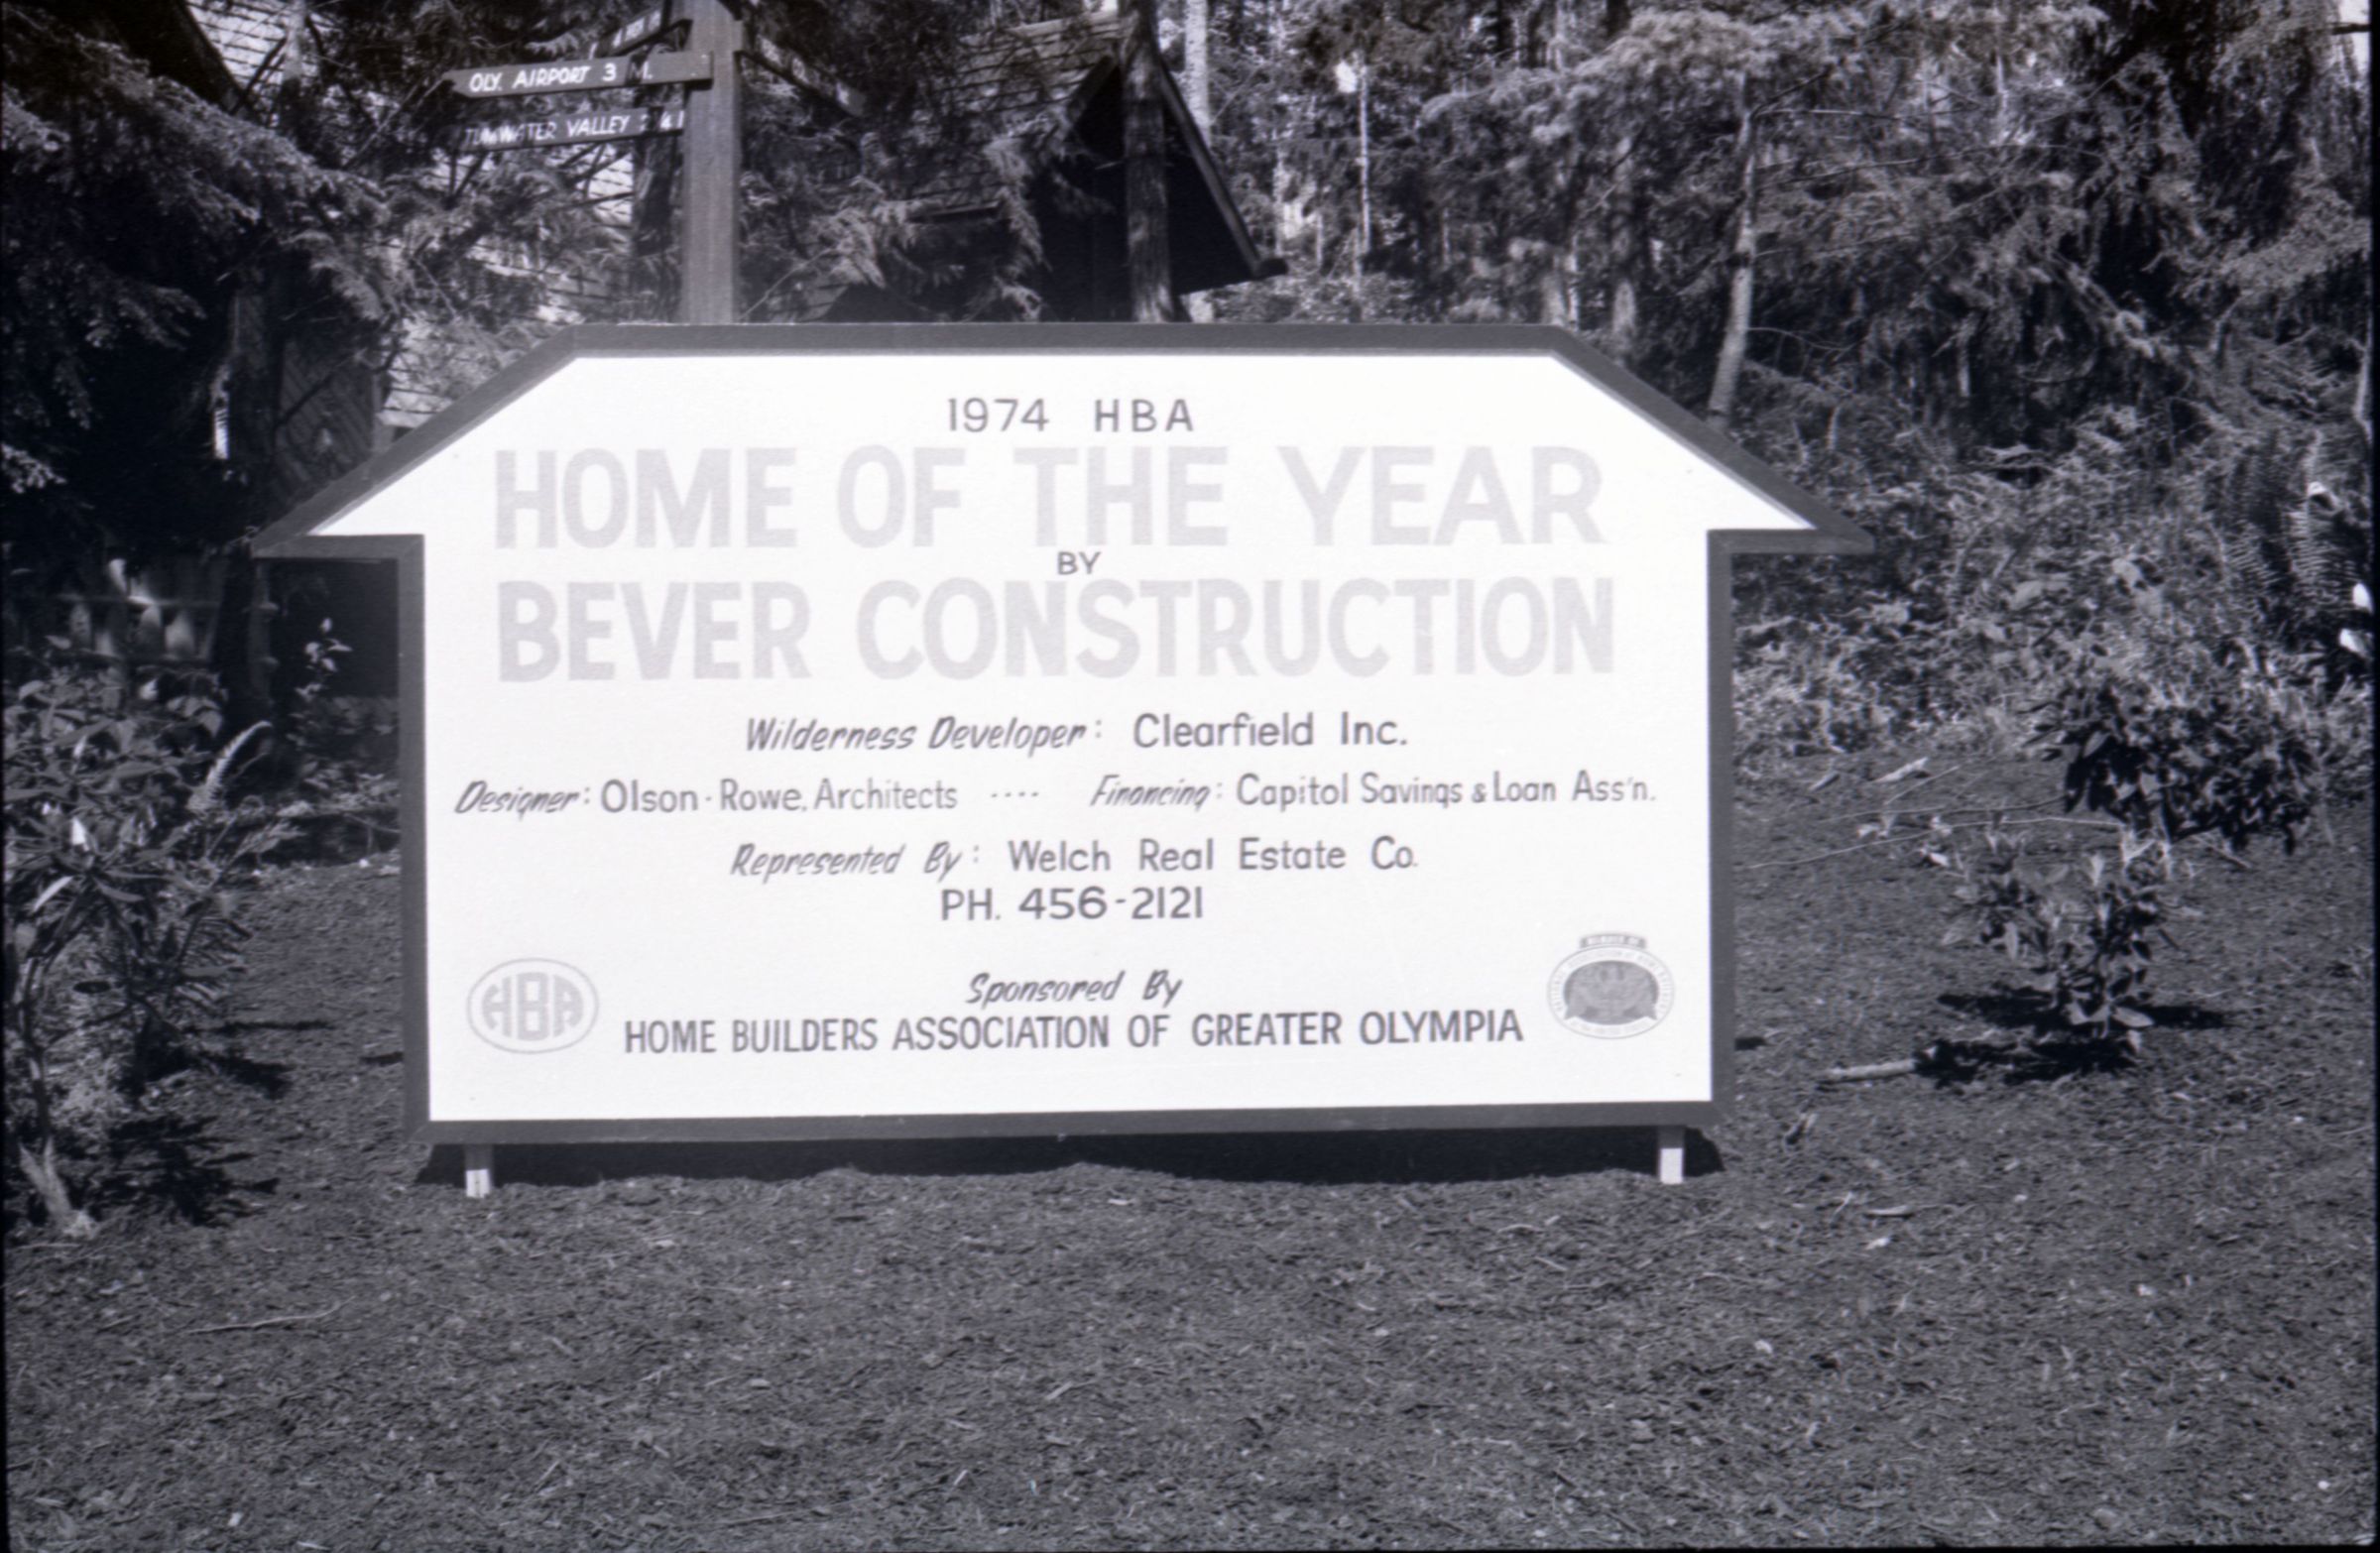 OLY. AIRPORT 3 M.
TUMWATER VALLEY
1974 HBA
HOME OF THE YEAR
BY
BEVER CONSTRUCTION
Wilderness Developer: Clearfield Inc.
Designer: Olson-Rowe, Architects .... Financing: Capitol Savings & Loan Ass'n.
Represented By: Welch Real Estate Co.
PH. 456-2121
HBA
Sponsored By
HOME BUILDERS ASSOCIATION OF GREATER OLYMPIA